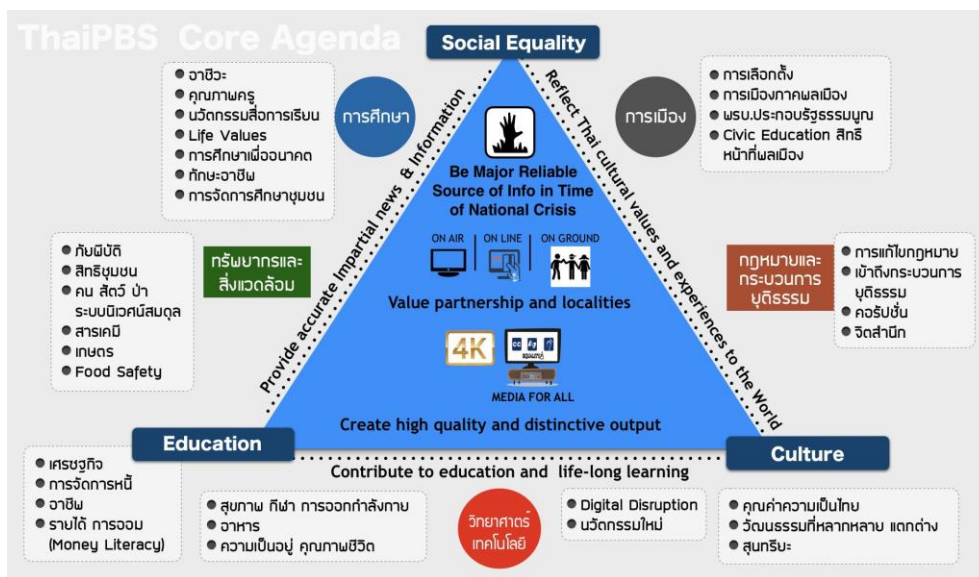 ThaiPBS Core Agenda
Social Equality
อาชีวะ
คุณภาพครู
นวัตกรรมสื่อการเรียน
Life Values
การศึกษาเพื่ออนาคต
ทักษะอาชีพ
การจัดการศึกษาชุมชน
การศึกษา
การเมือง
การเลือกตั้ง
การเมืองภาคพลเมือง
พรบ.ประกอบรัฐธรรมนูณ
Civic Education สิทธิ
หน้าที่พลเมือง
Provide accurate Impartial news & Information
Reflect Thai cultural values and experiences to the World
Be Major Reliable
Source of Info in Time
of National Crisis
ON AIR
ON LINE
ON GROUND
Value partnership and localities
4K
CC
MEDIA FOR ALL
Create high quality and distinctive output
ภัยพิบัติ
สิทธิชุมชน
คน สัตว์ ป่า
ระบบนิเวศน์สมดุล
สารเคมี
เกษตร
Food Safety
ทรัพยากรและ
สิ่งแวดล้อม
กฎหมายและ
กระบวนการ
ยุติธรรม
การแก้ไขกฎหมาย
เข้าถึงกระบวนการ
ยุติธรรม
คอรัปชั่น
จิตสำนึก
Education
Culture
Contribute to education and life-long learning
เศรษฐกิจ
การจัดการหนี้
อาชีพ
รายได้ การออม
(Money Literacy)
สุขภาพ กีฬา การออกกำลังกาย
อาหาร
ความเป็นอยู่ คุณภาพชีวิต
วิทยาศาตร์
เทคโนโลยี
Digital Disruption
นวัตกรรมใหม่
คุณค่าความเป็นไทย
วัฒนธรรมที่หลากหลาย แตกต่าง
สุนทรียะ